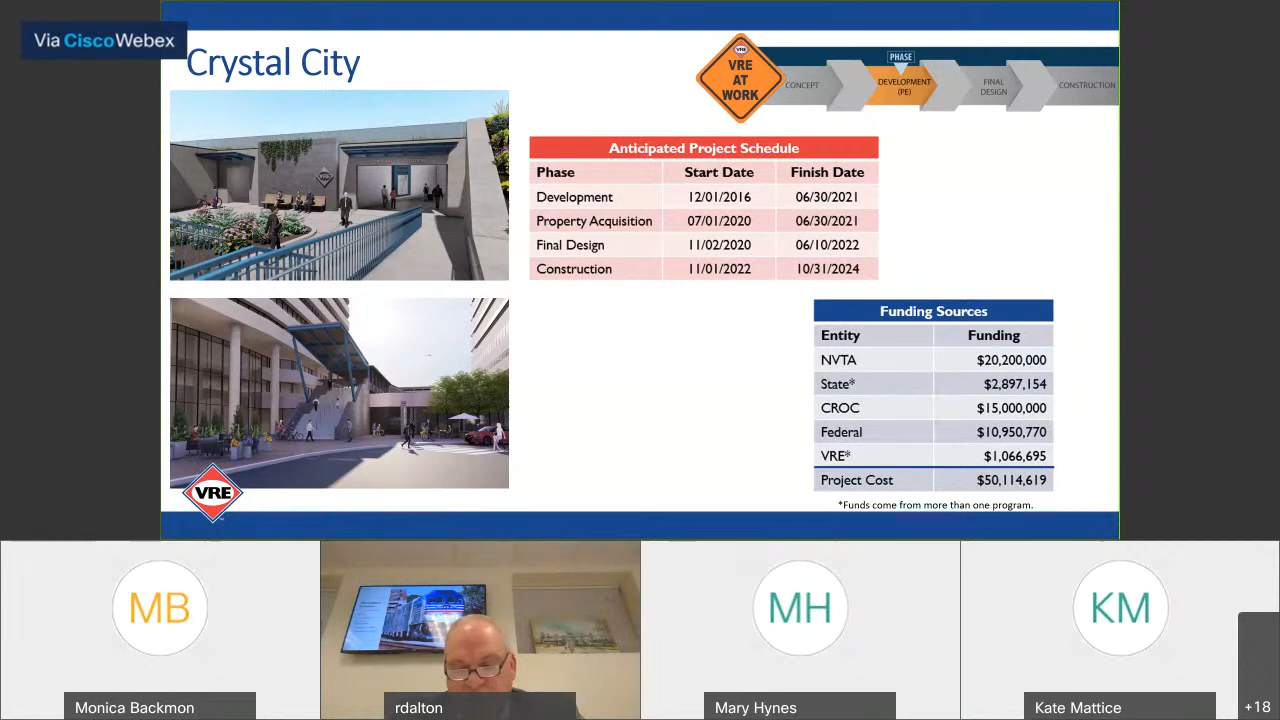 Via Cisco Webex
Crystal City
VRE
VRE
AT
WORK
PHASE
CONCEPT
DEVELOPMENT
(PE)
FINAL
DESIGN
CONSTRUCTION
Anticipated Project Schedule
Phase Start Date Finish Date
Development 12/01/2016 06/30/2021
Property Acquisition 07/01/2020 06/30/2021
Final Design 11/02/2020 06/10/2022
Construction 11/01/2022 10/31/2024
Funding Sources
Entity Funding
NVTA $20,200,000
State* $2,897,154
CROC $15,000,000
Federal $10,950,770
VRE* $1,066,695
Project Cost $50,114,619
*Funds come from more than one program.
VRE
MB
MH
KM
Monica Backmon
rdalton
Mary Hynes
Kate Mattice
+18